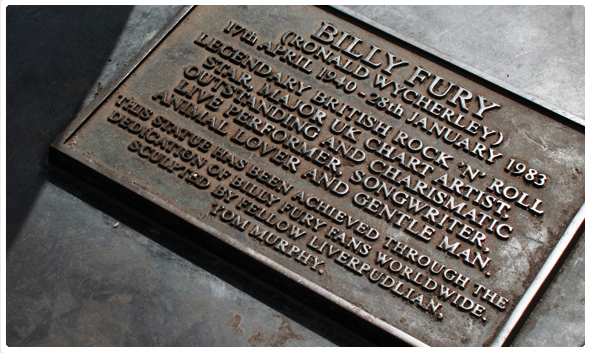 BILLY FURY
(RONALD WYCHERLEY)
17th APRIL 1940 - 28th JANUARY 1983
LEGENDARY BRITISH ROCK 'N' ROLL
STAR, MAJOR UK CHART ARTIST,
OUTSTANDING AND CHARISMATIC
LIVE PERFORMER, SONGWRITER,
ANIMAL LOVER AND GENTLE MAN.
THIS STATUE HAS BEEN ACHIEVED THROUGH THE
DEDICATION OF BILLY FURY FANS WORLDWIDE.
SCULPTED BY FELLOW LIVERPUDLIAN,
TOM MURPHY.